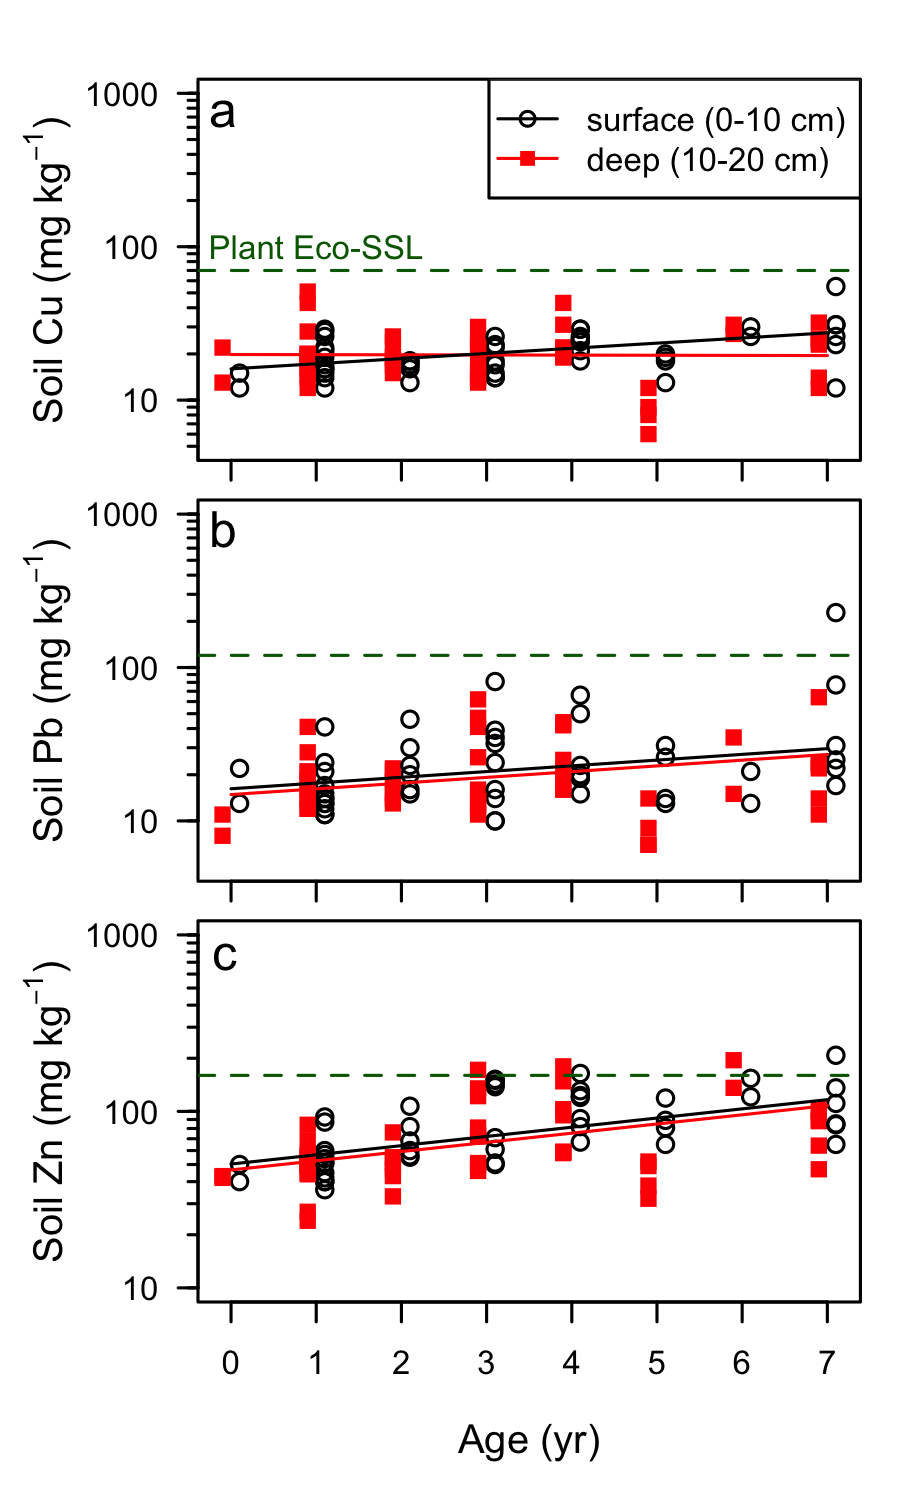 a
surface (0-10 cm)
deep (10-20 cm)
Plant Eco-SSL
1000
100
10
Soil Cu (mg kg⁻¹)
b
1000
100
10
Soil Pb (mg kg⁻¹)
c
1000
100
10
Soil Zn (mg kg⁻¹)
0 1 2 3 4 5 6 7
Age (yr)